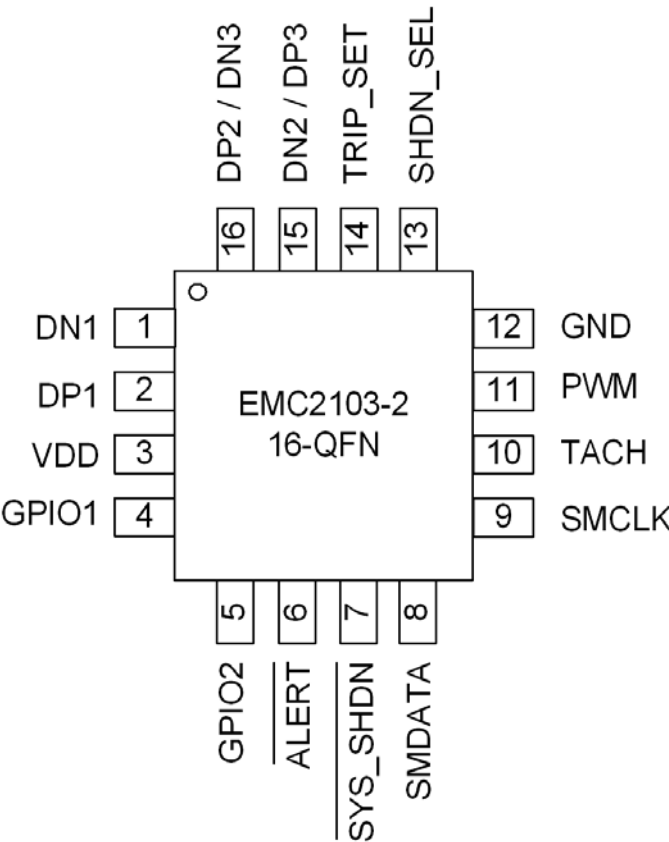 DP2 / DN3
DN2 / DP3
TRIP_SET
SHDN_SEL
16
15
14
13
DN1 1
12 GND
DP1 2
11 PWM
EMC2103-2
16-QFN
VDD 3
10 TACH
GPIO1 4
9 SMCLK
5
6
7
8
GPIO2
ALERT
SYS_SHDN
SMDATA